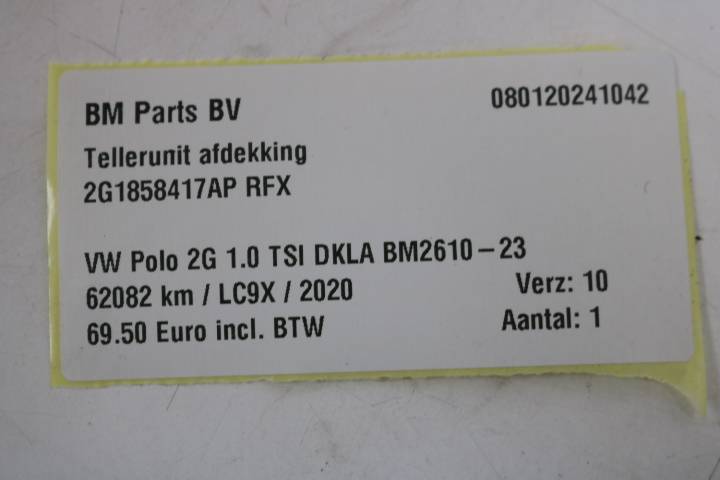 BM Parts BV 080120241042
Tellerunit afdekking
2G1858417AP RFX
VW Polo 2G 1.0 TSI DKLA BM2610-23
62082 km / LC9X / 2020 Verz: 10
69.50 Euro incl. BTW Aantal: 1